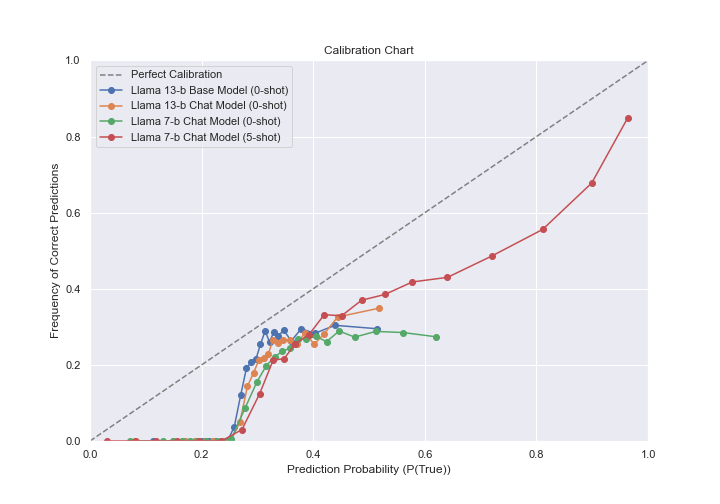 Calibration Chart
1.0
Perfect Calibration
Llama 13-b Base Model (0-shot)
Llama 13-b Chat Model (0-shot)
Llama 7-b Chat Model (0-shot)
Llama 7-b Chat Model (5-shot)
0.8
0.6
0.4
0.2
0.0
Frequency of Correct Predictions
0.0 0.2 0.4 0.6 0.8 1.0
Prediction Probability (P(True))